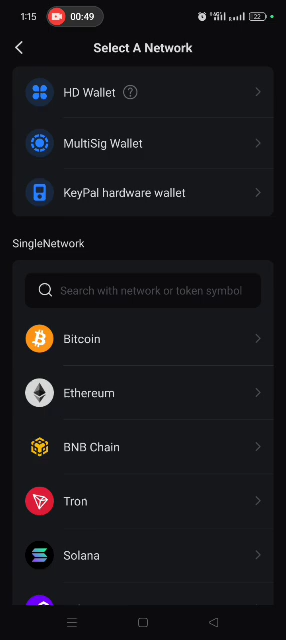 1:15
00:49
22
Select A Network
HD Wallet ?
MultiSig Wallet
KeyPal hardware wallet
SingleNetwork
Search with network or token symbol
Bitcoin
Ethereum
BNB Chain
Tron
Solana